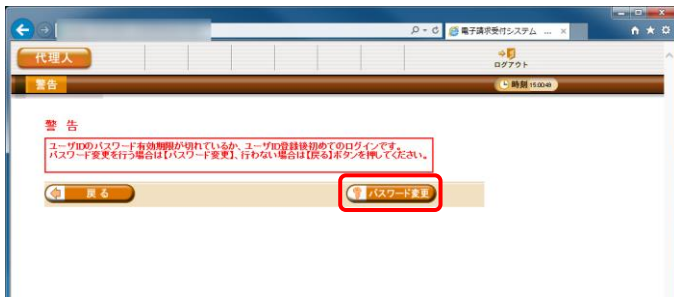 電子請求受付システム ... ×
代理人
ログアウト
警告
時刻 15:00:48
警 告
ユーザIDのパスワード有効期限が切れているか、ユーザID登録後初めてのログインです。
パスワード変更を行う場合は【パスワード変更】、行わない場合は【戻る】ボタンを押してください。
戻る
パスワード変更